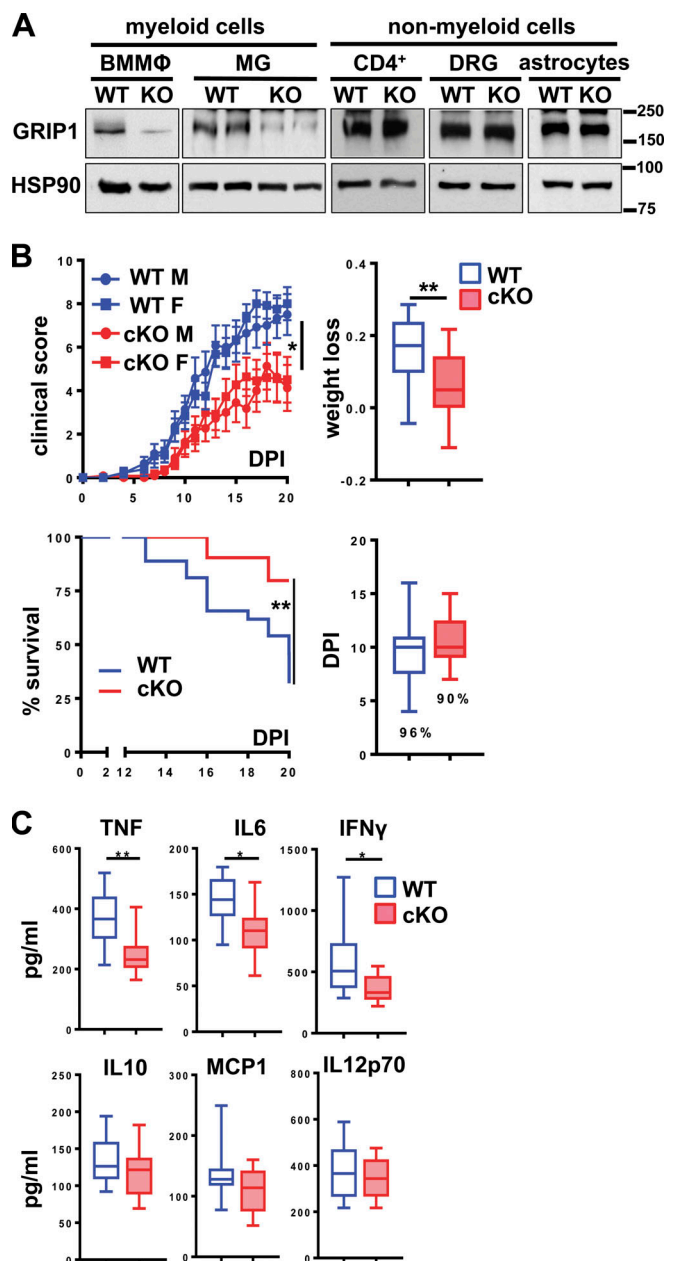 A
myeloid cells
non-myeloid cells
BMMΦ MG CD4+ DRG astrocytes
WT KO WT KO WT KO WT KO WT KO
GRIP1
250
150
HSP90
100
75
B
clinical score
10
8
6
4
2
0
WT M
WT F
cKO M
cKO F
*
DPI
0 5 10 15 20
weight loss
0.4
0.2
0.0
-0.2
**
WT
cKO
% survival
100
75
50
25
0
**
WT
cKO
DPI
0 2 12 14 16 18 20
DPI
20
15
10
5
0
96%
90%
C
TNF
pg/ml
600
400
200
0
**
IL6
200
150
100
50
0
*
IFNγ
1500
1000
500
0
*
WT
cKO
IL10
pg/ml
250
200
150
100
50
0
MCP1
300
200
100
0
IL12p70
800
600
400
200
0